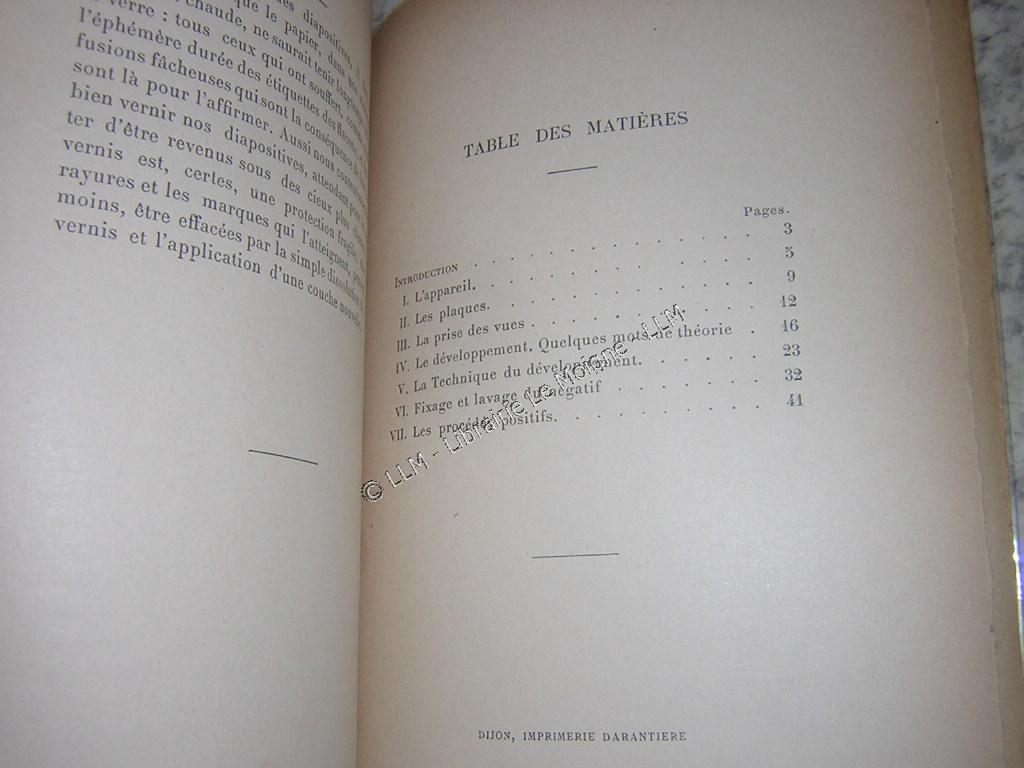 que le papier, dans
chaude, ne saurait tenir
verre : tous ceux qui ont souffert,
l'éphémère durée des étiquettes des flacons,
fusions fâcheuses qui sont la conséquence
sont là pour l'affirmer. Aussi nous
bien vernir nos diapositives, attendant
ter d'être revenus sous des cieux plus
vernis est, certes, une protection fragile,
rayures et les marques qui l'atteignent,
moins, être effacées par la simple dissolution
vernis et l'application d'une couche nouvelle.
TABLE DES MATIÈRES
Pages.
INTRODUCTION . . . . . . . . . . 3
I. L'appareil. . . . . . . . . . . 5
II. Les plaques. . . . . . . . . . 9
III. La prise des vues . . . . . . . . 12
IV. Le développement. Quelques mots de théorie . 16
V. La Technique du développement. . . . . 23
VI. Fixage et lavage du négatif . . . . . . 32
VII. Les procédés positifs. . . . . . . . 41
© LLM - Librairie Le Moigne - LLM
DIJON, IMPRIMERIE DARANTIERE